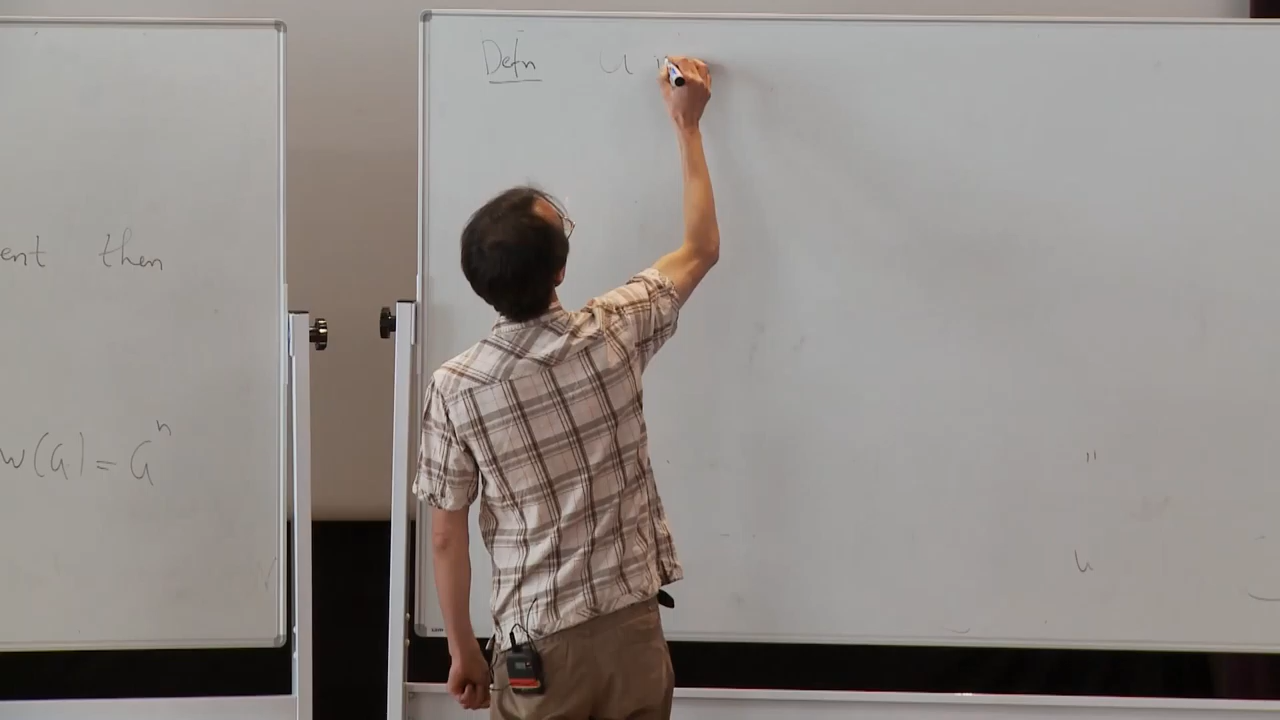 ent then
w(G) = G^n
Defn U
"
u